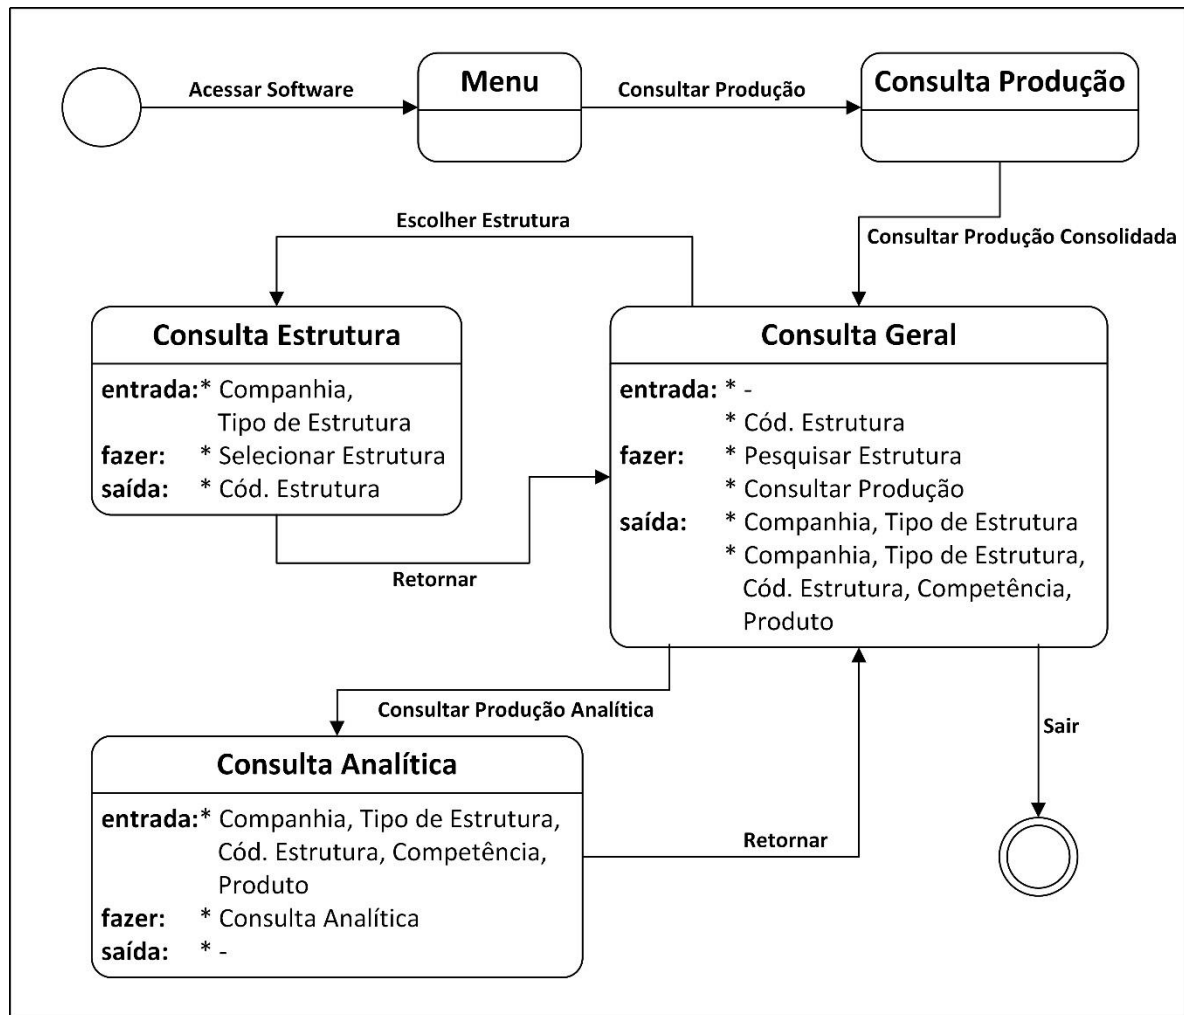 Acessar Software
Menu
Consultar Produção
Consulta Produção
Consultar Produção Consolidada
Escolher Estrutura
Consulta Estrutura
entrada:* Companhia,
Tipo de Estrutura
fazer: * Selecionar Estrutura
saída: * Cód. Estrutura
Retornar
Consulta Geral
entrada: * -
* Cód. Estrutura
fazer: * Pesquisar Estrutura
* Consultar Produção
saída: * Companhia, Tipo de Estrutura
* Companhia, Tipo de Estrutura,
Cód. Estrutura, Competência,
Produto
Consultar Produção Analítica
Sair
Consulta Analítica
entrada:* Companhia, Tipo de Estrutura,
Cód. Estrutura, Competência,
Produto
fazer: * Consulta Analítica
saída: * -
Retornar